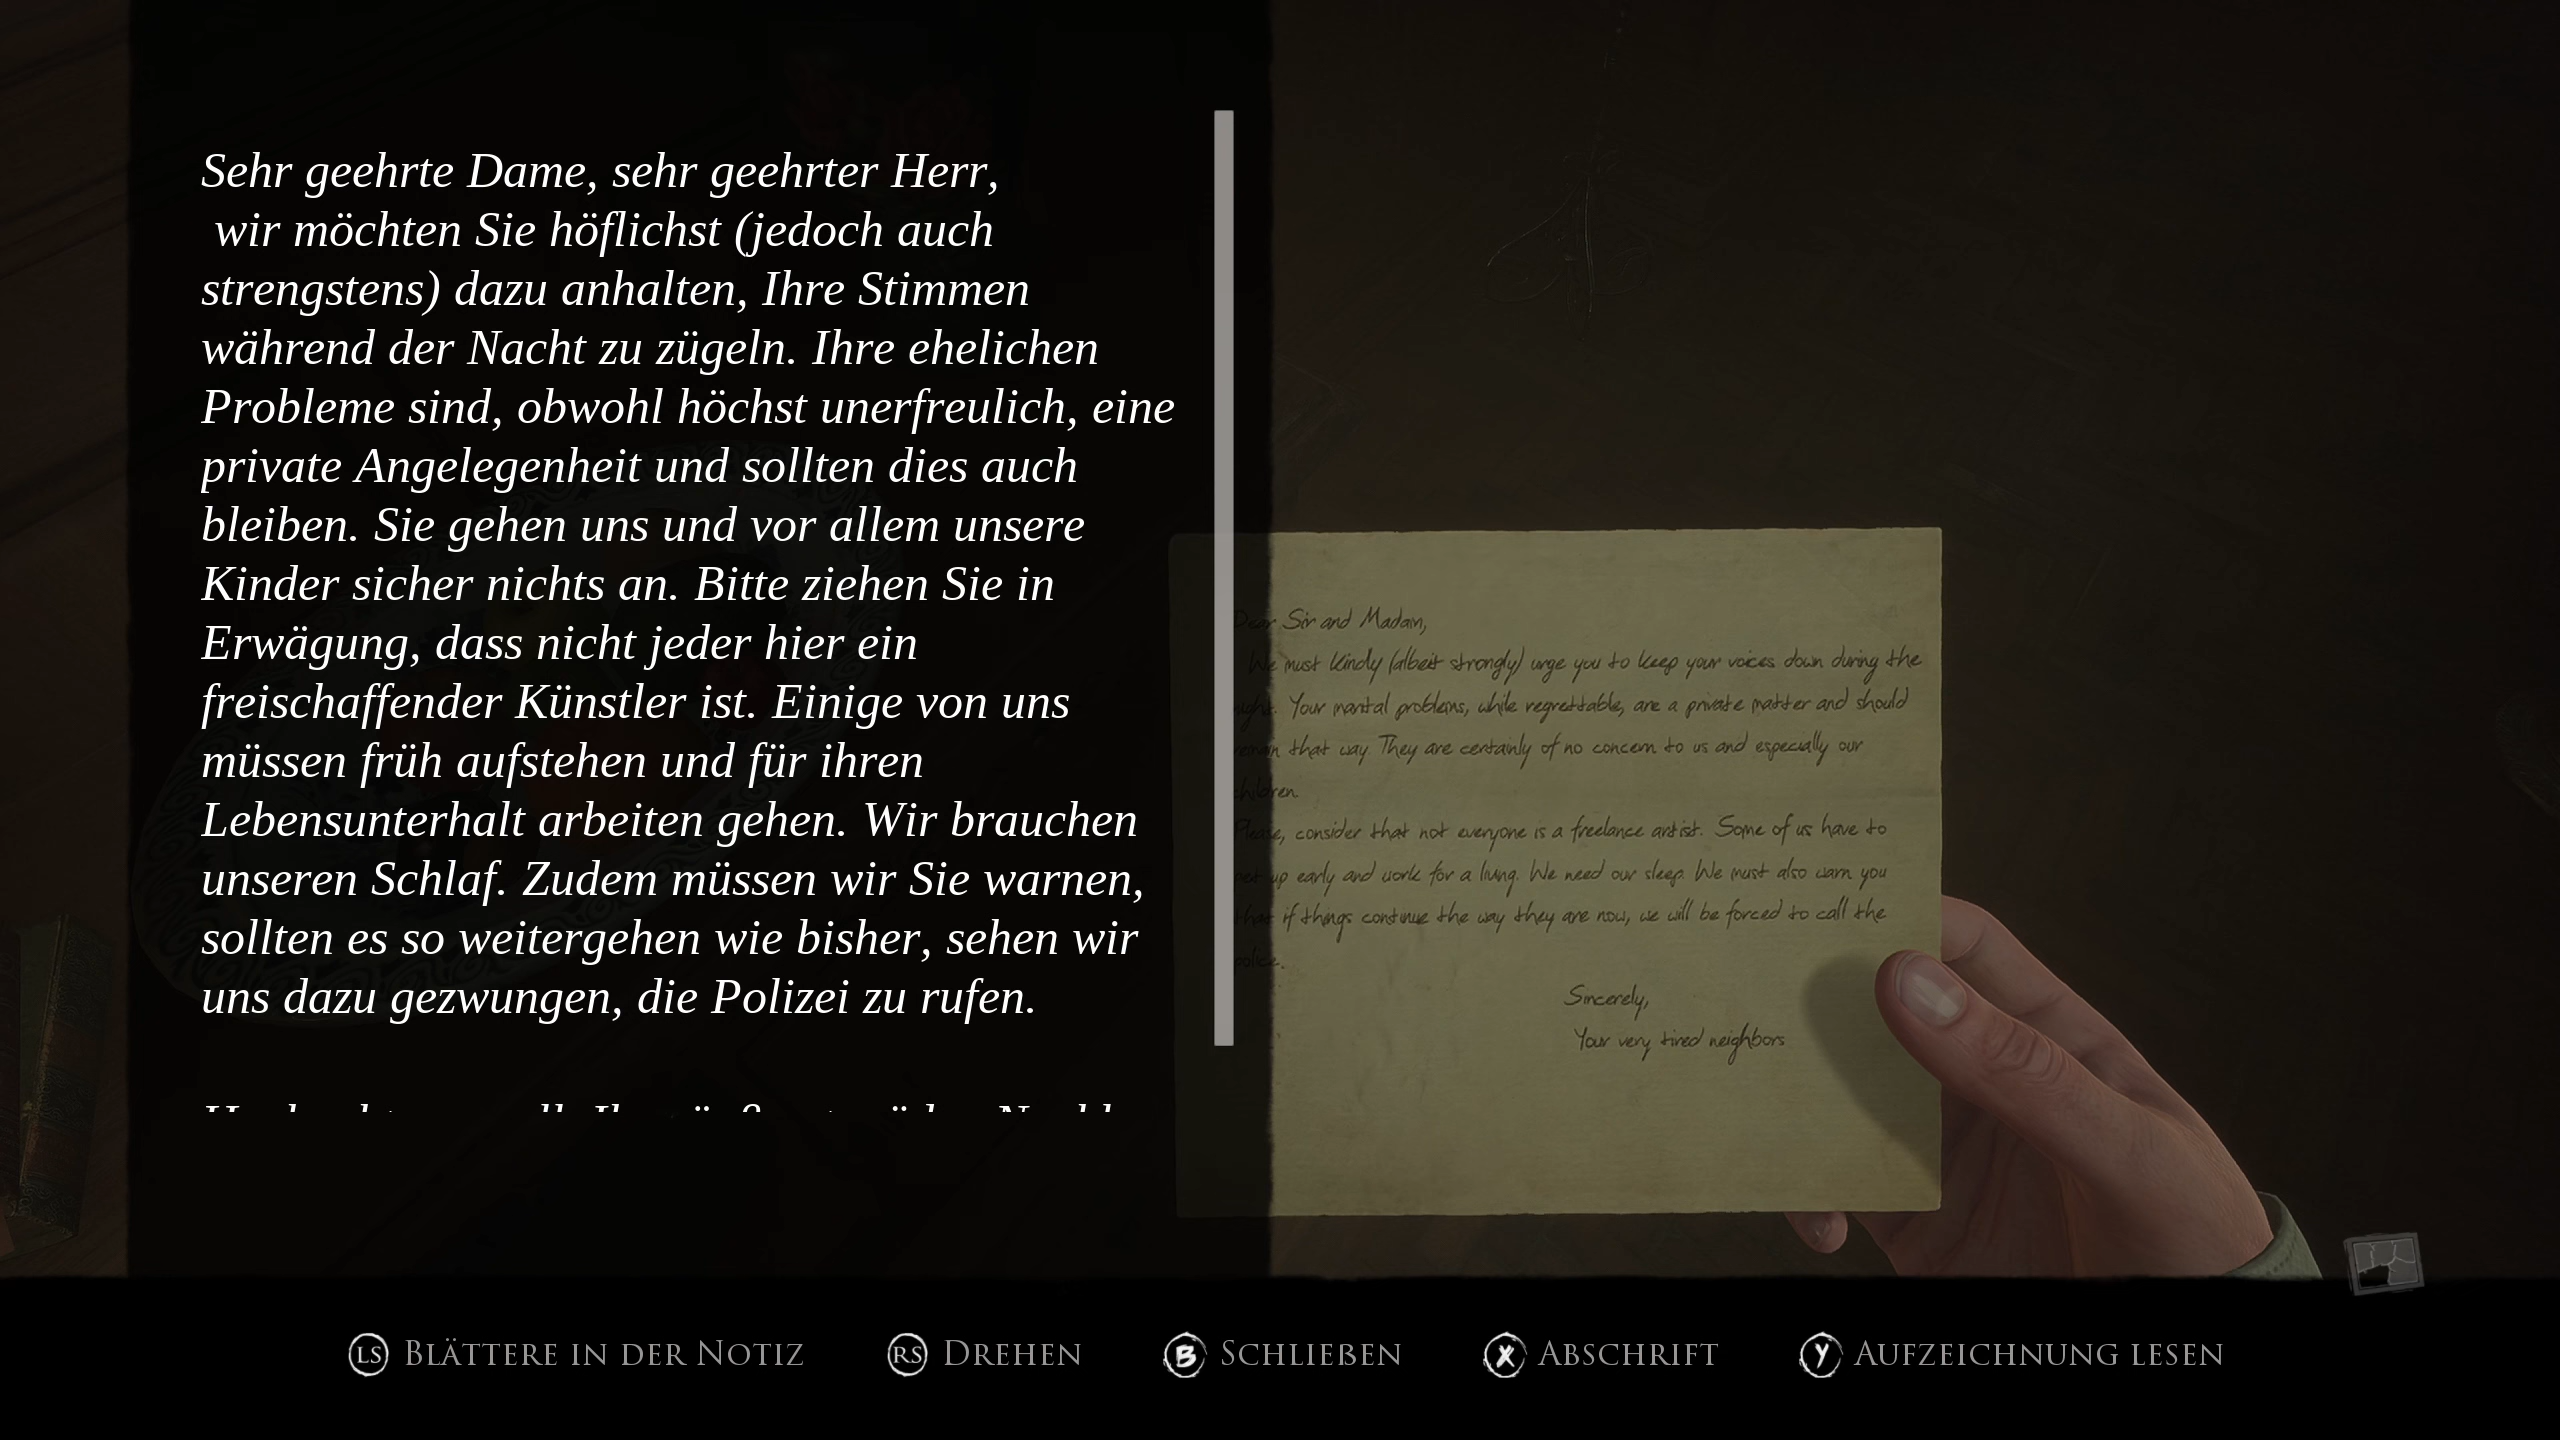 Sehr geehrte Dame, sehr geehrter Herr,
wir möchten Sie höflichst (jedoch auch
strengstens) dazu anhalten, Ihre Stimmen
während der Nacht zu zügeln. Ihre ehelichen
Probleme sind, obwohl höchst unerfreulich, eine
private Angelegenheit und sollten dies auch
bleiben. Sie gehen uns und vor allem unsere
Kinder sicher nichts an. Bitte ziehen Sie in
Erwägung, dass nicht jeder hier ein
freischaffender Künstler ist. Einige von uns
müssen früh aufstehen und für ihren
Lebensunterhalt arbeiten gehen. Wir brauchen
unseren Schlaf. Zudem müssen wir Sie warnen,
sollten es so weitergehen wie bisher, sehen wir
uns dazu gezwungen, die Polizei zu rufen.
Dear Sir and Madam,
We must kindly (albeit strongly) urge you to keep your voices down during the
night. Your marital problems, while regrettable, are a private matter and should
remain that way. They are certainly of no concern to us and especially our
children.
Please, consider that not everyone is a freelance artist. Some of us have to
get up early and work for a living. We need our sleep. We must also warn you
that if things continue the way they are now, we will be forced to call the
police.
Sincerely,
Your very tired neighbors
LS Blättere in der Notiz RS Drehen B Schließen X Abschrift Y Aufzeichnung lesen